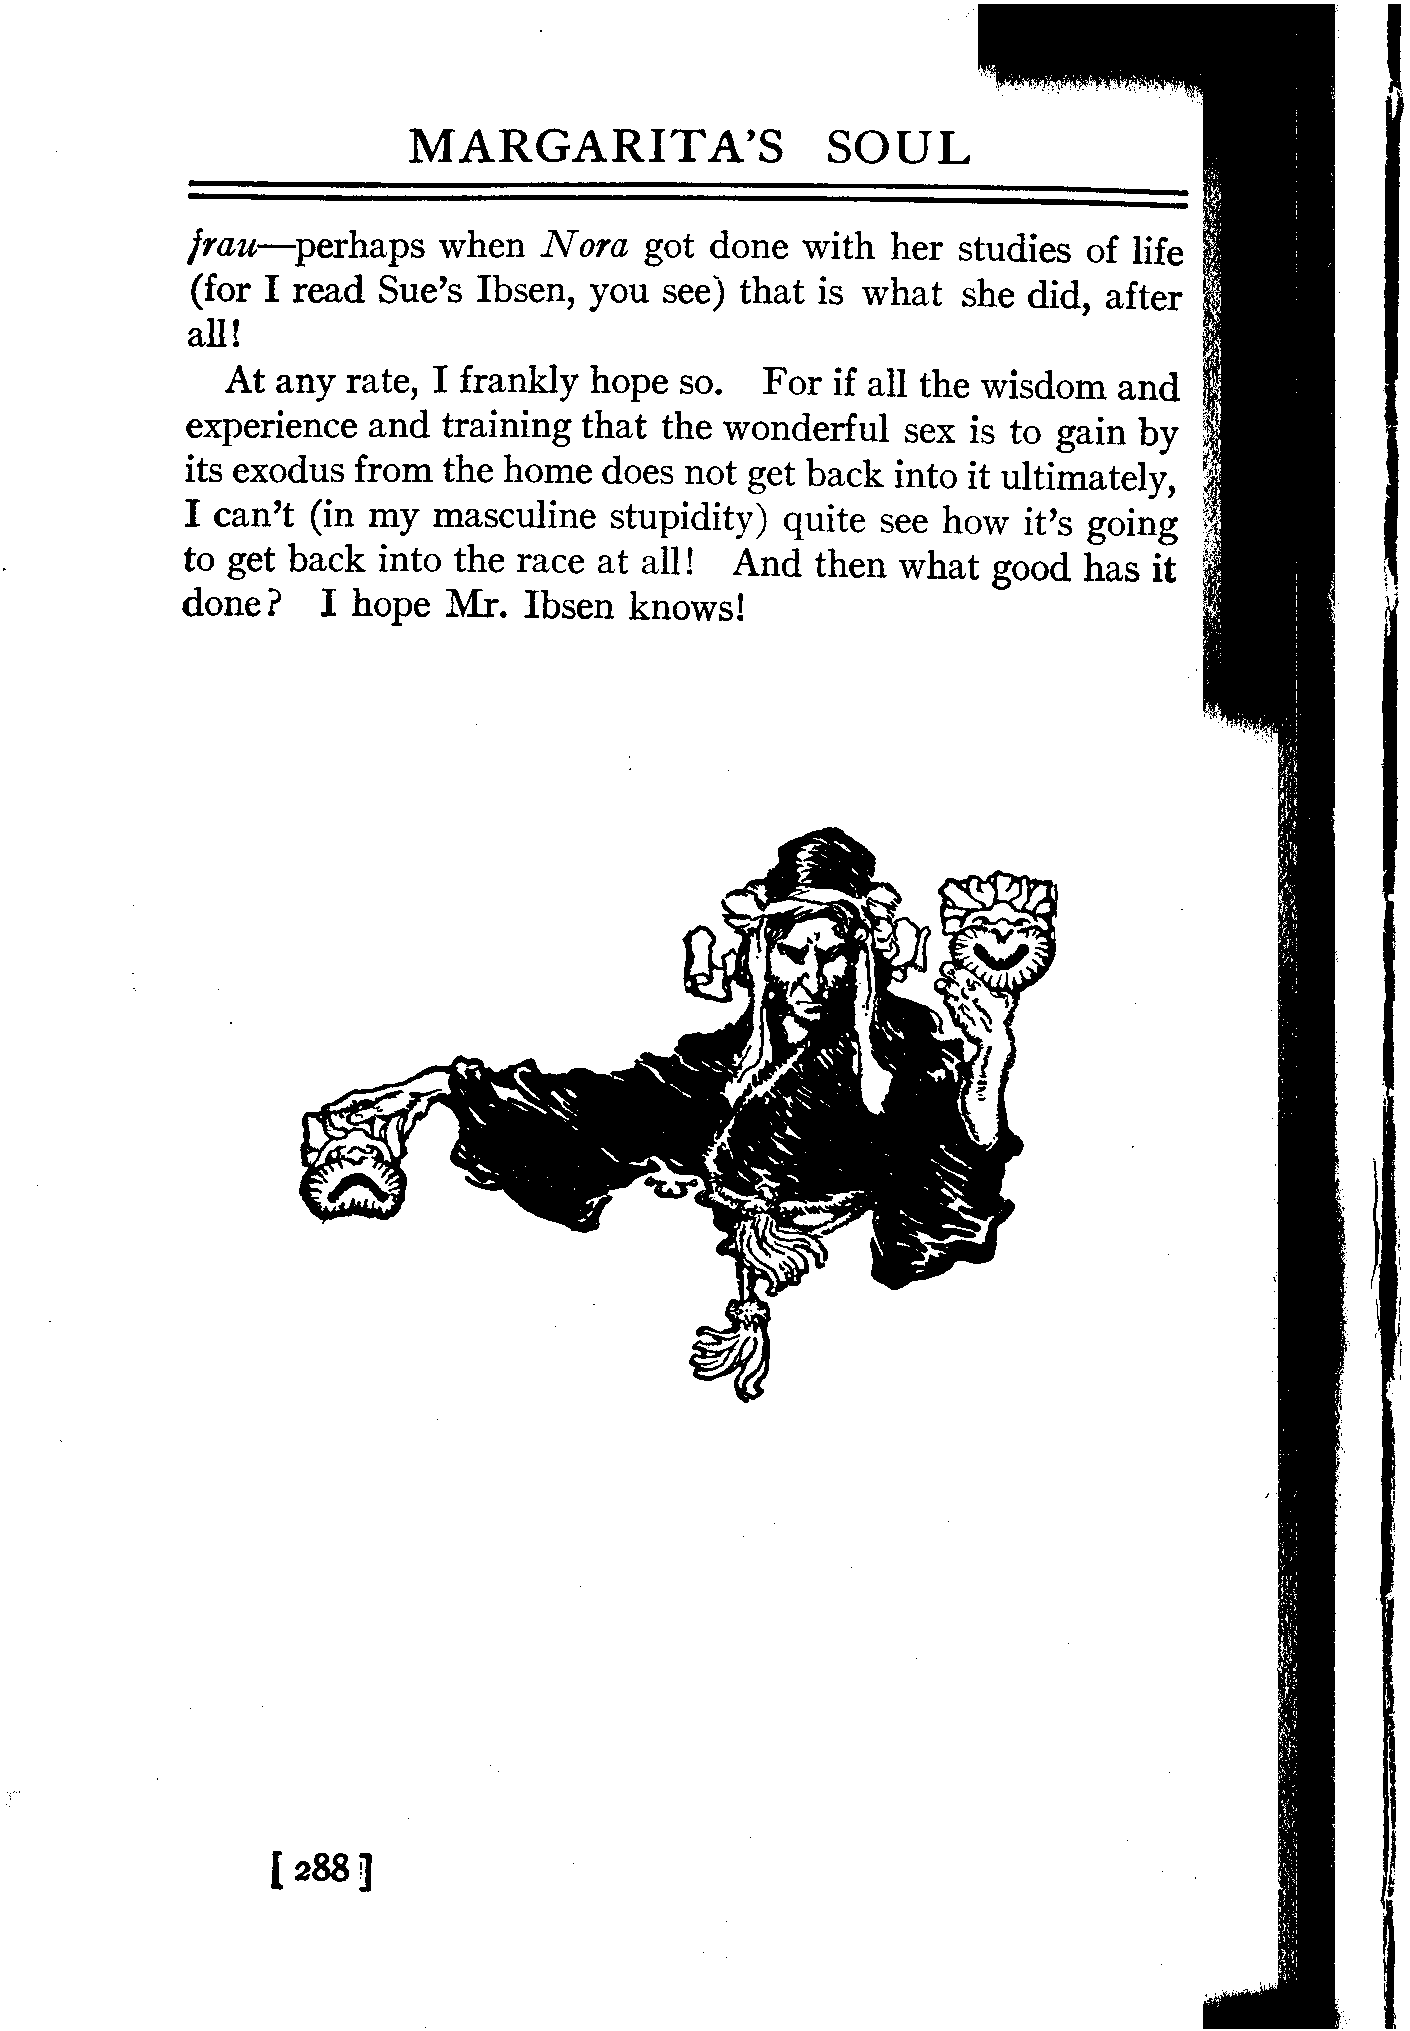 MARGARITA'S SOUL
frau—perhaps when Nora got done with her studies of life
(for I read Sue's Ibsen, you see) that is what she did, after
all!
At any rate, I frankly hope so. For if all the wisdom and
experience and training that the wonderful sex is to gain by
its exodus from the home does not get back into it ultimately,
I can't (in my masculine stupidity) quite see how it's going
to get back into the race at all! And then what good has it
done? I hope Mr. Ibsen knows!
[ 288 ]